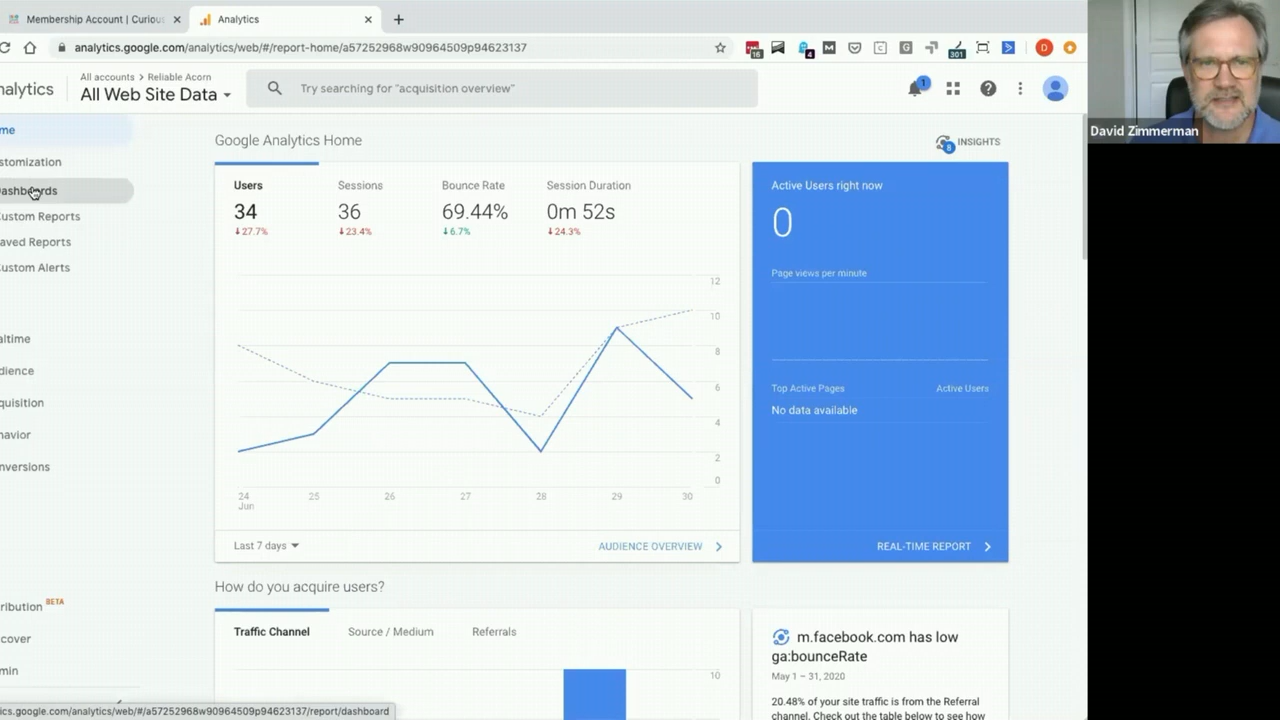 Membership Account | Curiou
Analytics
analytics.google.com/analytics/web/#/report-home/a57252968w90964509p94623137
16
4
301
D
nalytics
All accounts > Reliable Acorn
All Web Site Data
Try searching for "acquisition overview"
1
David Zimmerman
me
stomization
Dashboards
ustom Reports
aved Reports
ustom Alerts
altime
dience
quisition
havior
nversions
ribution BETA
cover
min
Google Analytics Home
8 INSIGHTS
Users Sessions Bounce Rate Session Duration
34 36 69.44% 0m 52s
↓27.7% ↓23.4% ↓6.7% ↓24.3%
12
10
8
6
4
2
0
24 25 26 27 28 29 30
Jun
Last 7 days
AUDIENCE OVERVIEW
Active Users right now
0
Page views per minute
Top Active Pages Active Users
No data available
REAL-TIME REPORT
How do you acquire users?
Traffic Channel Source / Medium Referrals
10
m.facebook.com has low
ga:bounceRate
May 1 – 31, 2020
20.48% of your site traffic is from the Referral
channel. Check out the table below to see how
ics.google.com/analytics/web/#/a57252968w90964509p94623137/report/dashboard